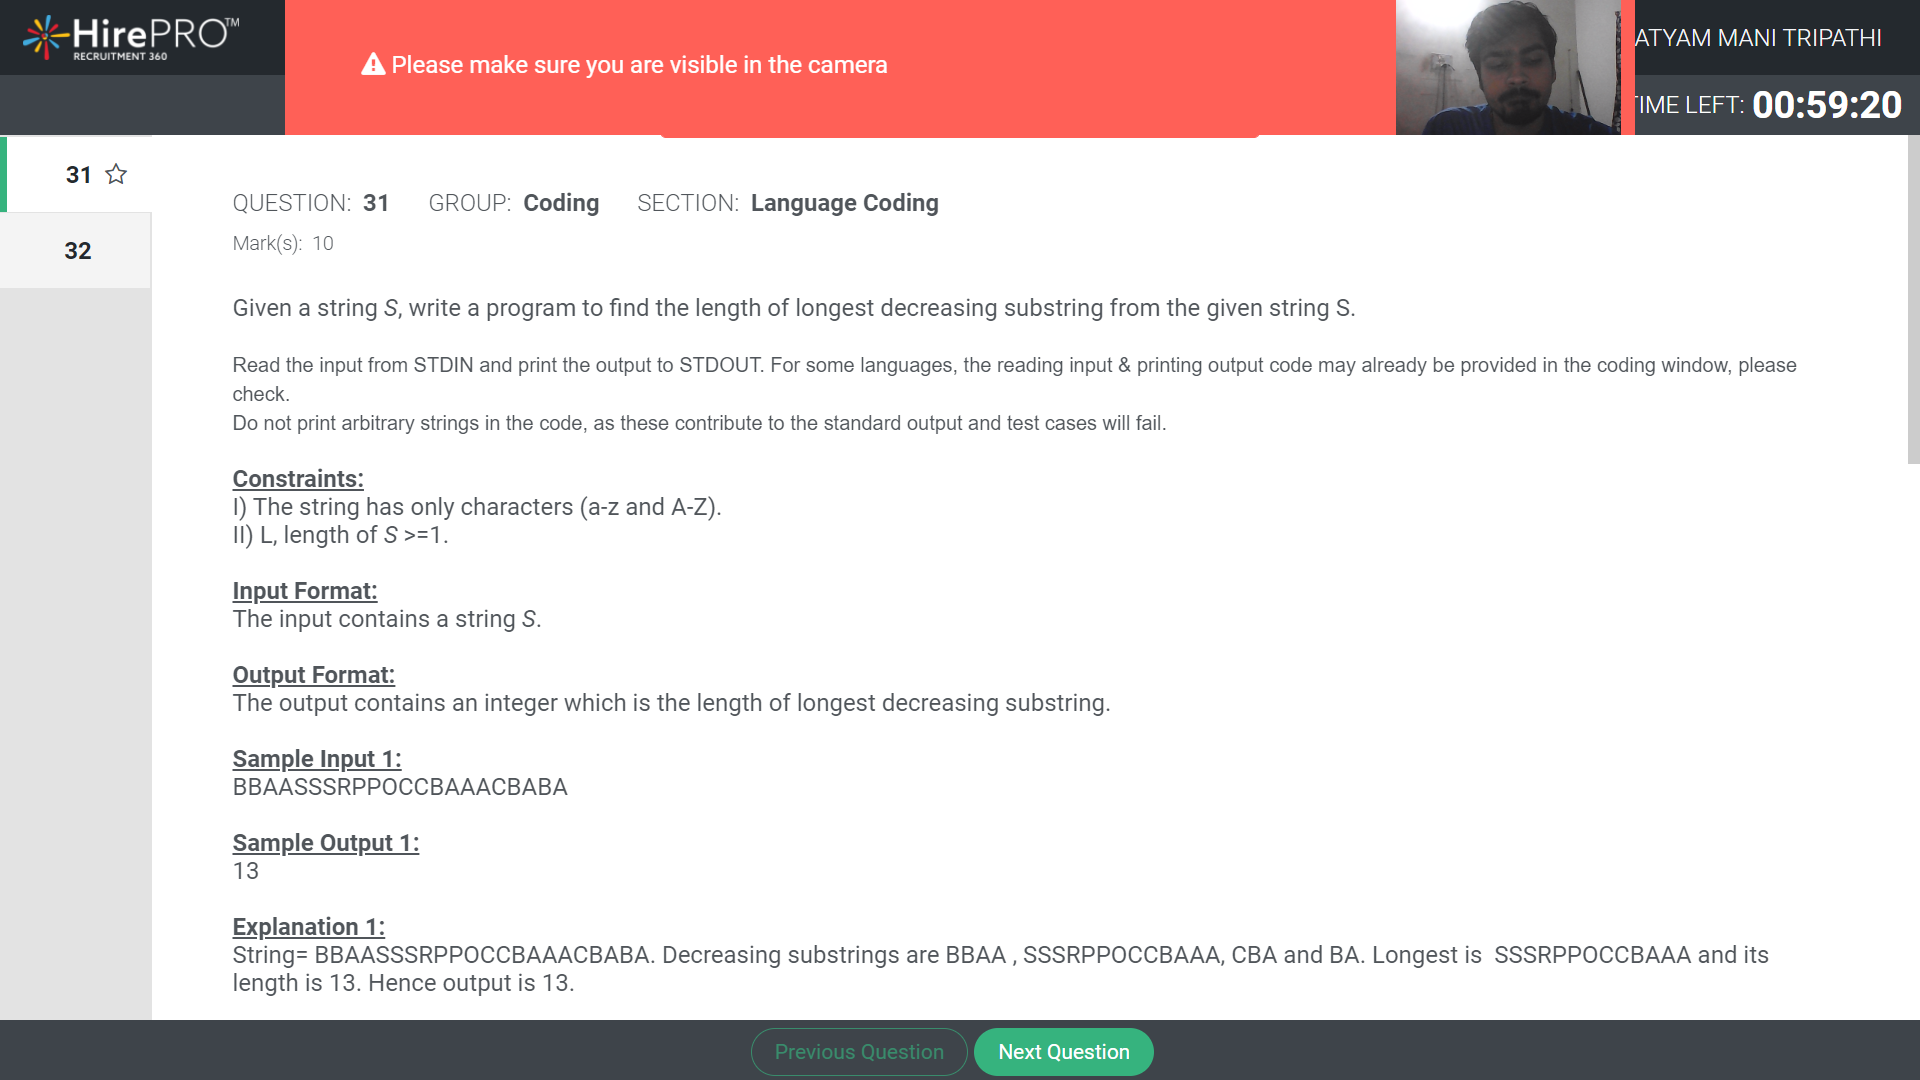 HirePRO™
RECRUITMENT 360
Please make sure you are visible in the camera
ATYAM MANI TRIPATHI
TIME LEFT: 00:59:20
31
32
QUESTION: 31 GROUP: Coding SECTION: Language Coding
Mark(s): 10
Given a string S, write a program to find the length of longest decreasing substring from the given string S.
Read the input from STDIN and print the output to STDOUT. For some languages, the reading input & printing output code may already be provided in the coding window, please
check.
Do not print arbitrary strings in the code, as these contribute to the standard output and test cases will fail.
Constraints:
I) The string has only characters (a-z and A-Z).
II) L, length of S >=1.
Input Format:
The input contains a string S.
Output Format:
The output contains an integer which is the length of longest decreasing substring.
Sample Input 1:
BBAASSSRPPOCCBAAACBABA
Sample Output 1:
13
Explanation 1:
String= BBAASSSRPPOCCBAAACBABA. Decreasing substrings are BBAA , SSSRPPOCCBAAA, CBA and BA. Longest is SSSRPPOCCBAAA and its
length is 13. Hence output is 13.
Previous Question
Next Question